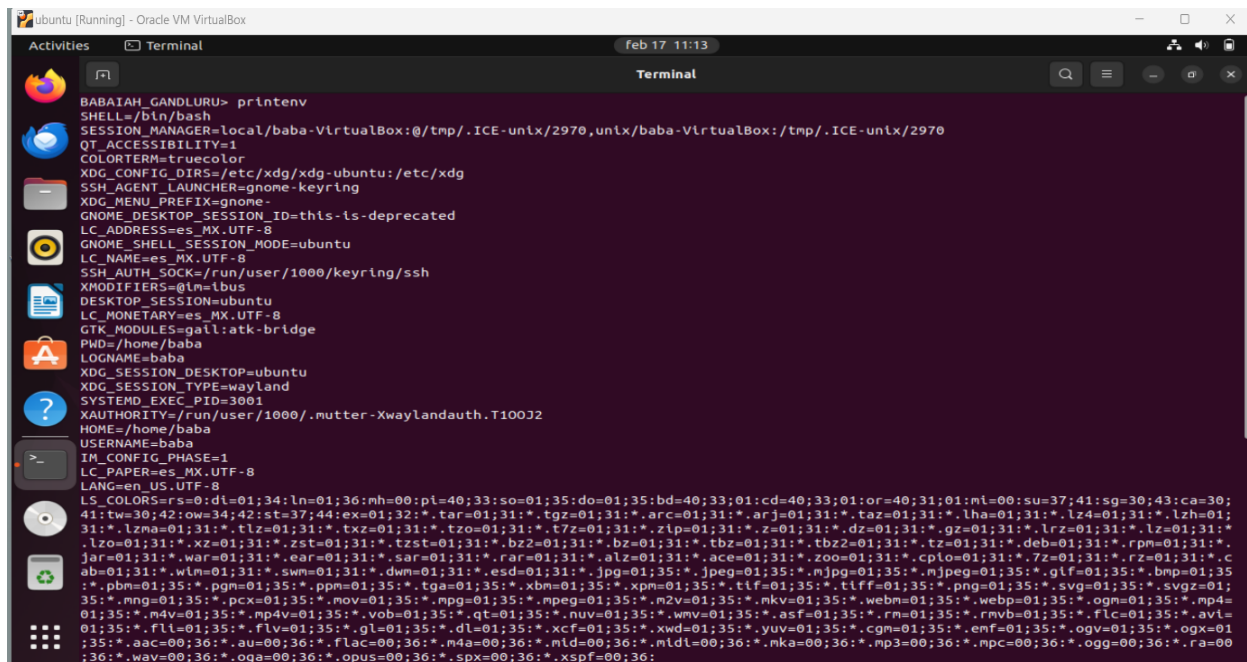 ubuntu [Running] - Oracle VM VirtualBox
Activities Terminal feb 17 11:13
Terminal
BABAIAH_GANDLURU> printenv
SHELL=/bin/bash
SESSION_MANAGER=local/baba-VirtualBox:@/tmp/.ICE-unix/2970,unix/baba-VirtualBox:/tmp/.ICE-unix/2970
QT_ACCESSIBILITY=1
COLORTERM=truecolor
XDG_CONFIG_DIRS=/etc/xdg/xdg-ubuntu:/etc/xdg
SSH_AGENT_LAUNCHER=gnome-keyring
XDG_MENU_PREFIX=gnome-
GNOME_DESKTOP_SESSION_ID=this-is-deprecated
LC_ADDRESS=es_MX.UTF-8
GNOME_SHELL_SESSION_MODE=ubuntu
LC_NAME=es_MX.UTF-8
SSH_AUTH_SOCK=/run/user/1000/keyring/ssh
XMODIFIERS=@im=ibus
DESKTOP_SESSION=ubuntu
LC_MONETARY=es_MX.UTF-8
GTK_MODULES=gail:atk-bridge
PWD=/home/baba
LOGNAME=baba
XDG_SESSION_DESKTOP=ubuntu
XDG_SESSION_TYPE=wayland
SYSTEMD_EXEC_PID=3001
XAUTHORITY=/run/user/1000/.mutter-Xwaylandauth.T1OOJ2
HOME=/home/baba
USERNAME=baba
IM_CONFIG_PHASE=1
LC_PAPER=es_MX.UTF-8
LANG=en_US.UTF-8
LS_COLORS=rs=0:di=01;34:ln=01;36:mh=00:pi=40;33:so=01;35:do=01;35:bd=40;33;01:cd=40;33;01:or=40;31;01:mi=00:su=37;41:sg=30;43:ca=30;
41:tw=30;42:ow=34;42:st=37;44:ex=01;32:*.tar=01;31:*.tgz=01;31:*.arc=01;31:*.arj=01;31:*.taz=01;31:*.lha=01;31:*.lz4=01;31:*.lzh=01;
31:*.lzma=01;31:*.tlz=01;31:*.txz=01;31:*.tzo=01;31:*.t7z=01;31:*.zip=01;31:*.z=01;31:*.dz=01;31:*.gz=01;31:*.lrz=01;31:*.lz=01;31:*
.lzo=01;31:*.xz=01;31:*.zst=01;31:*.tzst=01;31:*.bz2=01;31:*.bz=01;31:*.tbz=01;31:*.tbz2=01;31:*.tz=01;31:*.deb=01;31:*.rpm=01;31:*.
jar=01;31:*.war=01;31:*.ear=01;31:*.sar=01;31:*.rar=01;31:*.alz=01;31:*.ace=01;31:*.zoo=01;31:*.cpio=01;31:*.7z=01;31:*.rz=01;31:*.c
ab=01;31:*.wim=01;31:*.swm=01;31:*.dwm=01;31:*.esd=01;31:*.jpg=01;35:*.jpeg=01;35:*.mjpg=01;35:*.mjpeg=01;35:*.gif=01;35:*.bmp=01;35
:*.pbm=01;35:*.pgm=01;35:*.ppm=01;35:*.tga=01;35:*.xbm=01;35:*.xpm=01;35:*.tif=01;35:*.tiff=01;35:*.png=01;35:*.svg=01;35:*.svgz=01;
35:*.mng=01;35:*.pcx=01;35:*.mov=01;35:*.mpg=01;35:*.mpeg=01;35:*.m2v=01;35:*.mkv=01;35:*.webm=01;35:*.webp=01;35:*.ogm=01;35:*.mp4=
01;35:*.m4v=01;35:*.mp4v=01;35:*.vob=01;35:*.qt=01;35:*.nuv=01;35:*.wmv=01;35:*.asf=01;35:*.rm=01;35:*.rmvb=01;35:*.flc=01;35:*.avi=
01;35:*.fli=01;35:*.flv=01;35:*.gl=01;35:*.dl=01;35:*.xcf=01;35:*.xwd=01;35:*.yuv=01;35:*.cgm=01;35:*.emf=01;35:*.ogv=01;35:*.ogx=01
;35:*.aac=00;36:*.au=00;36:*.flac=00;36:*.m4a=00;36:*.mid=00;36:*.midi=00;36:*.mka=00;36:*.mp3=00;36:*.mpc=00;36:*.ogg=00;36:*.ra=00
;36:*.wav=00;36:*.oga=00;36:*.opus=00;36:*.spx=00;36:*.xspf=00;36: